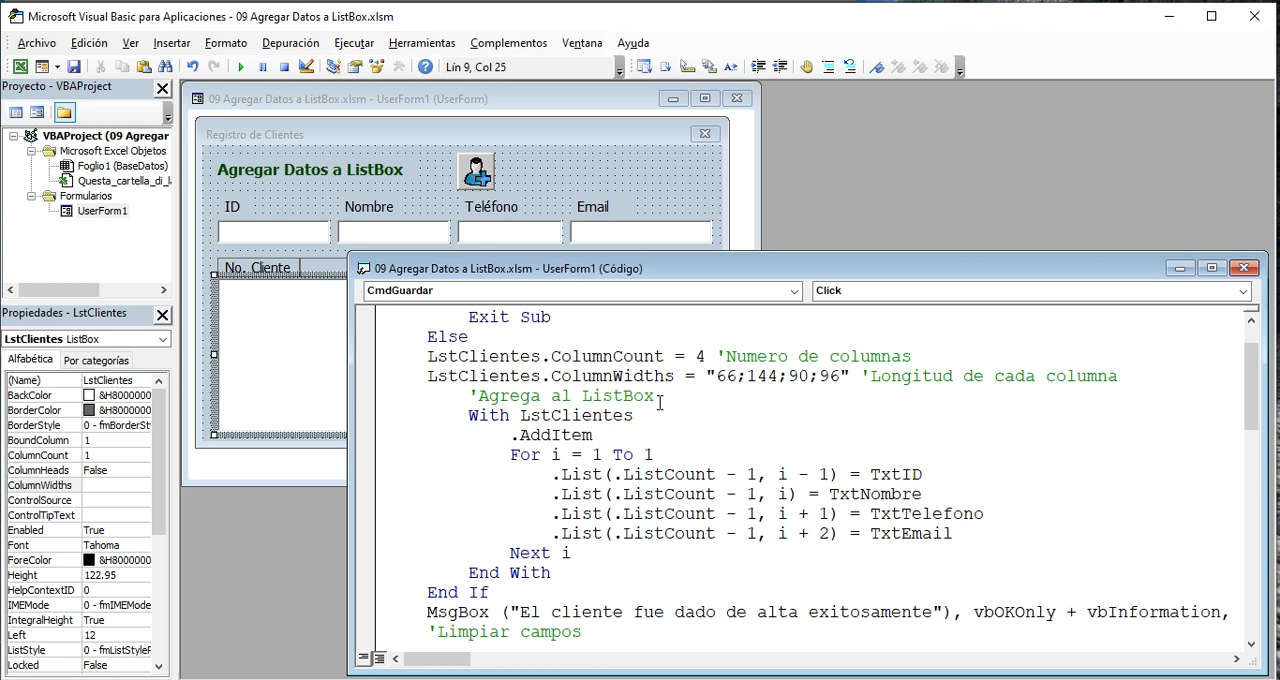 Microsoft Visual Basic para Aplicaciones - 09 Agregar Datos a ListBox.xlsm
Archivo Edición Ver Insertar Formato Depuración Ejecutar Herramientas Complementos Ventana Ayuda
Lín 9, Col 25
Proyecto - VBAProject
VBAProject (09 Agregar
Microsoft Excel Objetos
Foglio1 (BaseDatos)
Questa_cartella_di_l
Formularios
UserForm1
Propiedades - LstClientes
LstClientes ListBox
Alfabética Por categorías
(Name) LstClientes
BackColor &H8000000
BorderColor &H8000000
BorderStyle 0 - fmBorderSt
BoundColumn 1
ColumnCount 1
ColumnHeads False
ColumnWidths
ControlSource
ControlTipText
Enabled True
Font Tahoma
ForeColor &H8000000
Height 122.95
HelpContextID 0
IMEMode 0 - fmIMEMode
IntegralHeight True
Left 12
ListStyle 0 - fmListStyleP
Locked False
09 Agregar Datos a ListBox.xlsm - UserForm1 (UserForm)
Registro de Clientes
Agregar Datos a ListBox
ID Nombre Teléfono Email
No. Cliente
09 Agregar Datos a ListBox.xlsm - UserForm1 (Código)
CmdGuardar Click
Exit Sub
Else
LstClientes.ColumnCount = 4 'Numero de columnas
LstClientes.ColumnWidths = "66;144;90;96" 'Longitud de cada columna
'Agrega al ListBox
With LstClientes
.AddItem
For i = 1 To 1
.List(.ListCount - 1, i - 1) = TxtID
.List(.ListCount - 1, i) = TxtNombre
.List(.ListCount - 1, i + 1) = TxtTelefono
.List(.ListCount - 1, i + 2) = TxtEmail
Next i
End With
End If
MsgBox ("El cliente fue dado de alta exitosamente"), vbOKOnly + vbInformation,
'Limpiar campos